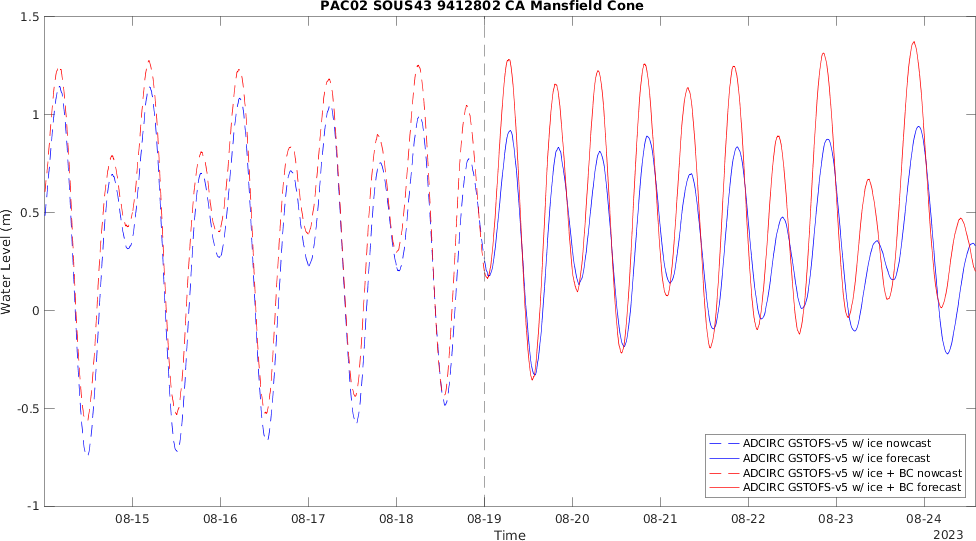 PAC02 SOUS43 9412802 CA Mansfield Cone
Water Level (m)
1.5
1
0.5
0
-0.5
-1
08-15 08-16 08-17 08-18 08-19 08-20 08-21 08-22 08-23 08-24
Time
2023
ADCIRC GSTOFS-v5 w/ ice nowcast
ADCIRC GSTOFS-v5 w/ ice forecast
ADCIRC GSTOFS-v5 w/ ice + BC nowcast
ADCIRC GSTOFS-v5 w/ ice + BC forecast